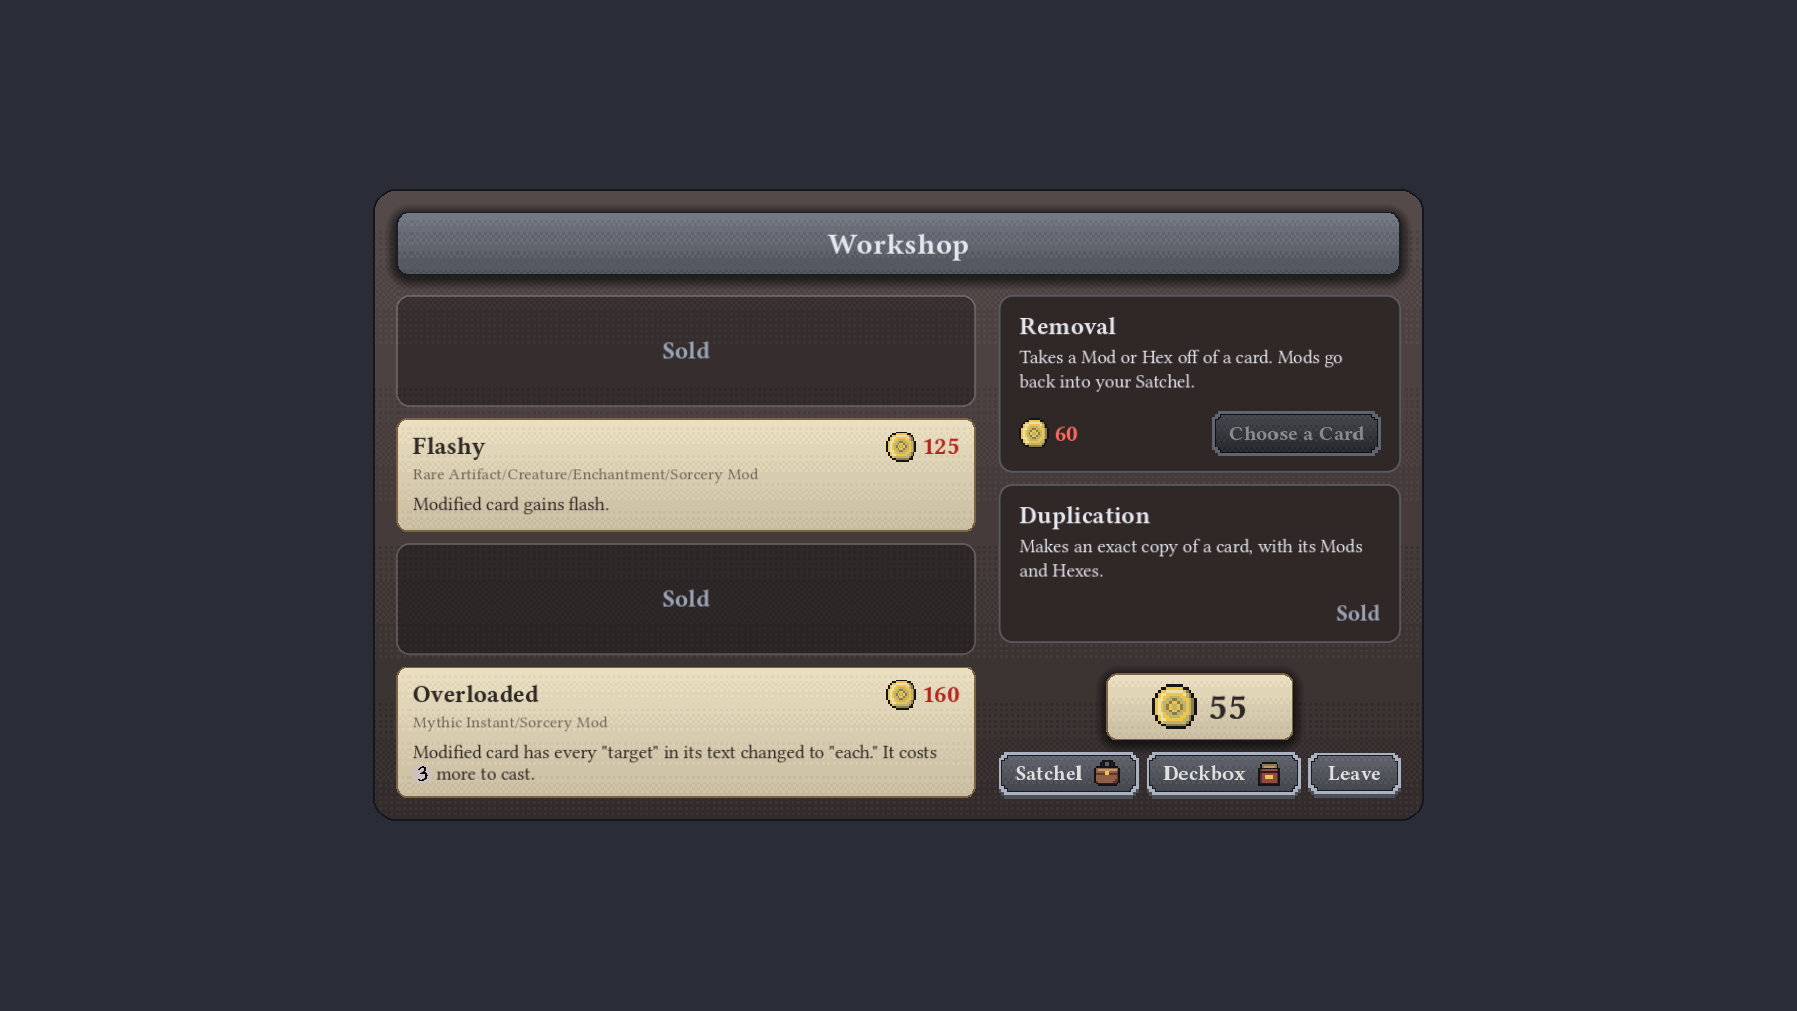 Workshop
Sold
Flashy
125
Rare Artifact/Creature/Enchantment/Sorcery Mod
Modified card gains flash.
Sold
Overloaded
160
Mythic Instant/Sorcery Mod
Modified card has every "target" in its text changed to "each." It costs
3 more to cast.
Removal
Takes a Mod or Hex off of a card. Mods go
back into your Satchel.
60
Choose a Card
Duplication
Makes an exact copy of a card, with its Mods
and Hexes.
Sold
55
Satchel
Deckbox
Leave